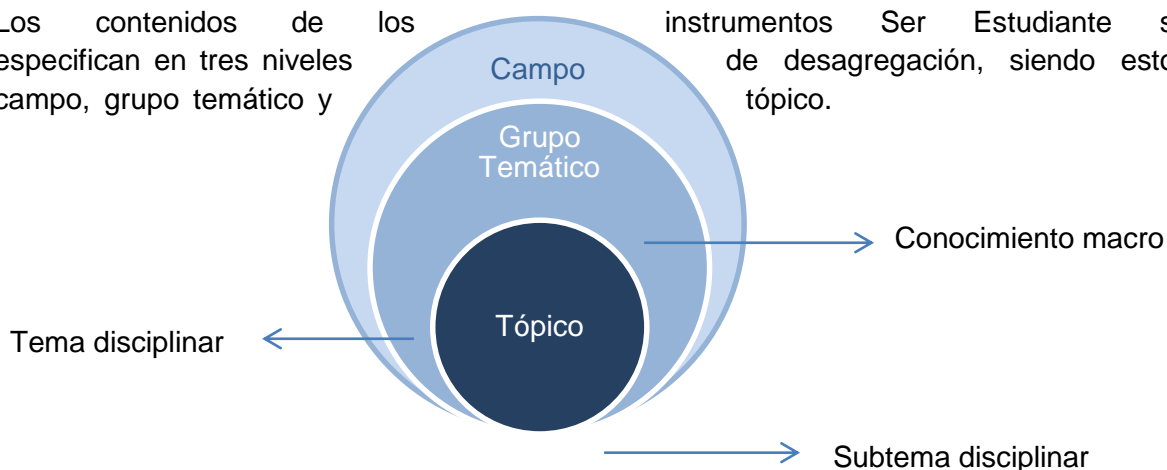 Los contenidos de los instrumentos Ser Estudiante s
especifican en tres niveles de desagregación, siendo esto
campo, grupo temático y tópico.
Campo
Grupo
Temático
Conocimiento macro
Tópico
Tema disciplinar
Subtema disciplinar